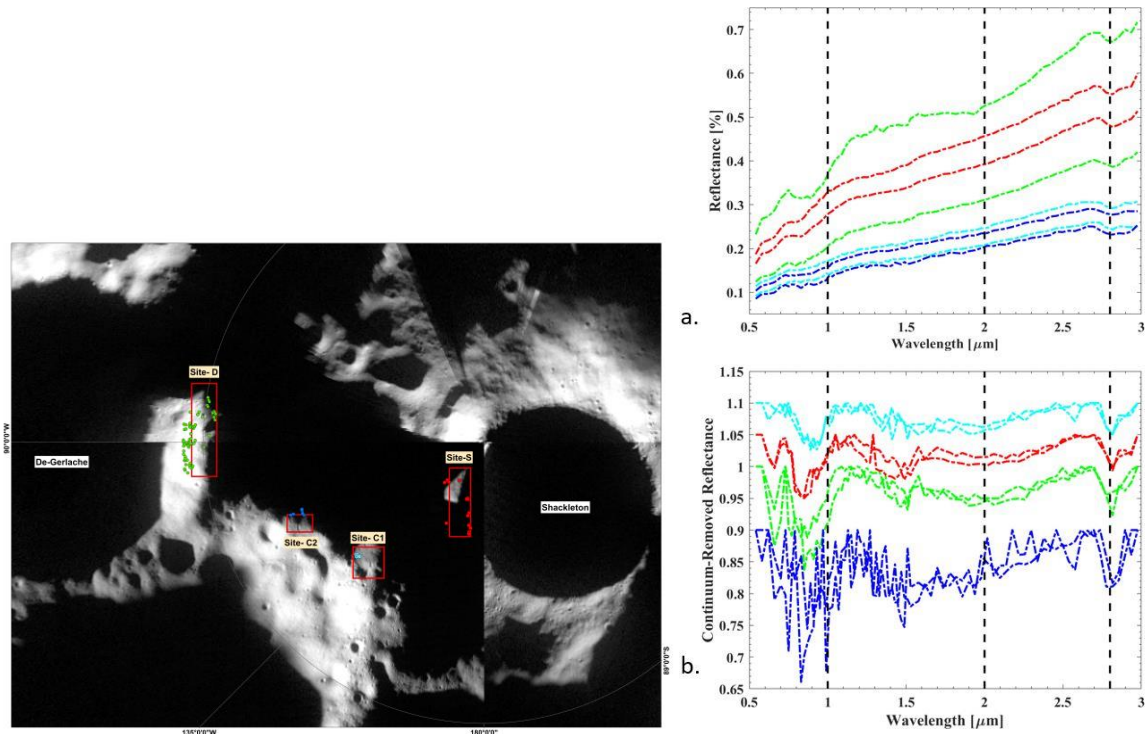 Site- D
90°0'0"W
De-Gerlache
Site-S
Shackleton
Site- C2
Site- C1
89°0'0"S
135°0'0"W
180°0'0"
0.7
0.6
0.5
0.4
0.3
0.2
0.1
Reflectance [%]
a.
0.5 1 1.5 2 2.5 3
Wavelength [μm]
1.15
1.1
1.05
1
0.95
0.9
0.85
0.8
0.75
0.7
0.65
Continuum-Removed Reflectance
b.
0.5 1 1.5 2 2.5 3
Wavelength [μm]